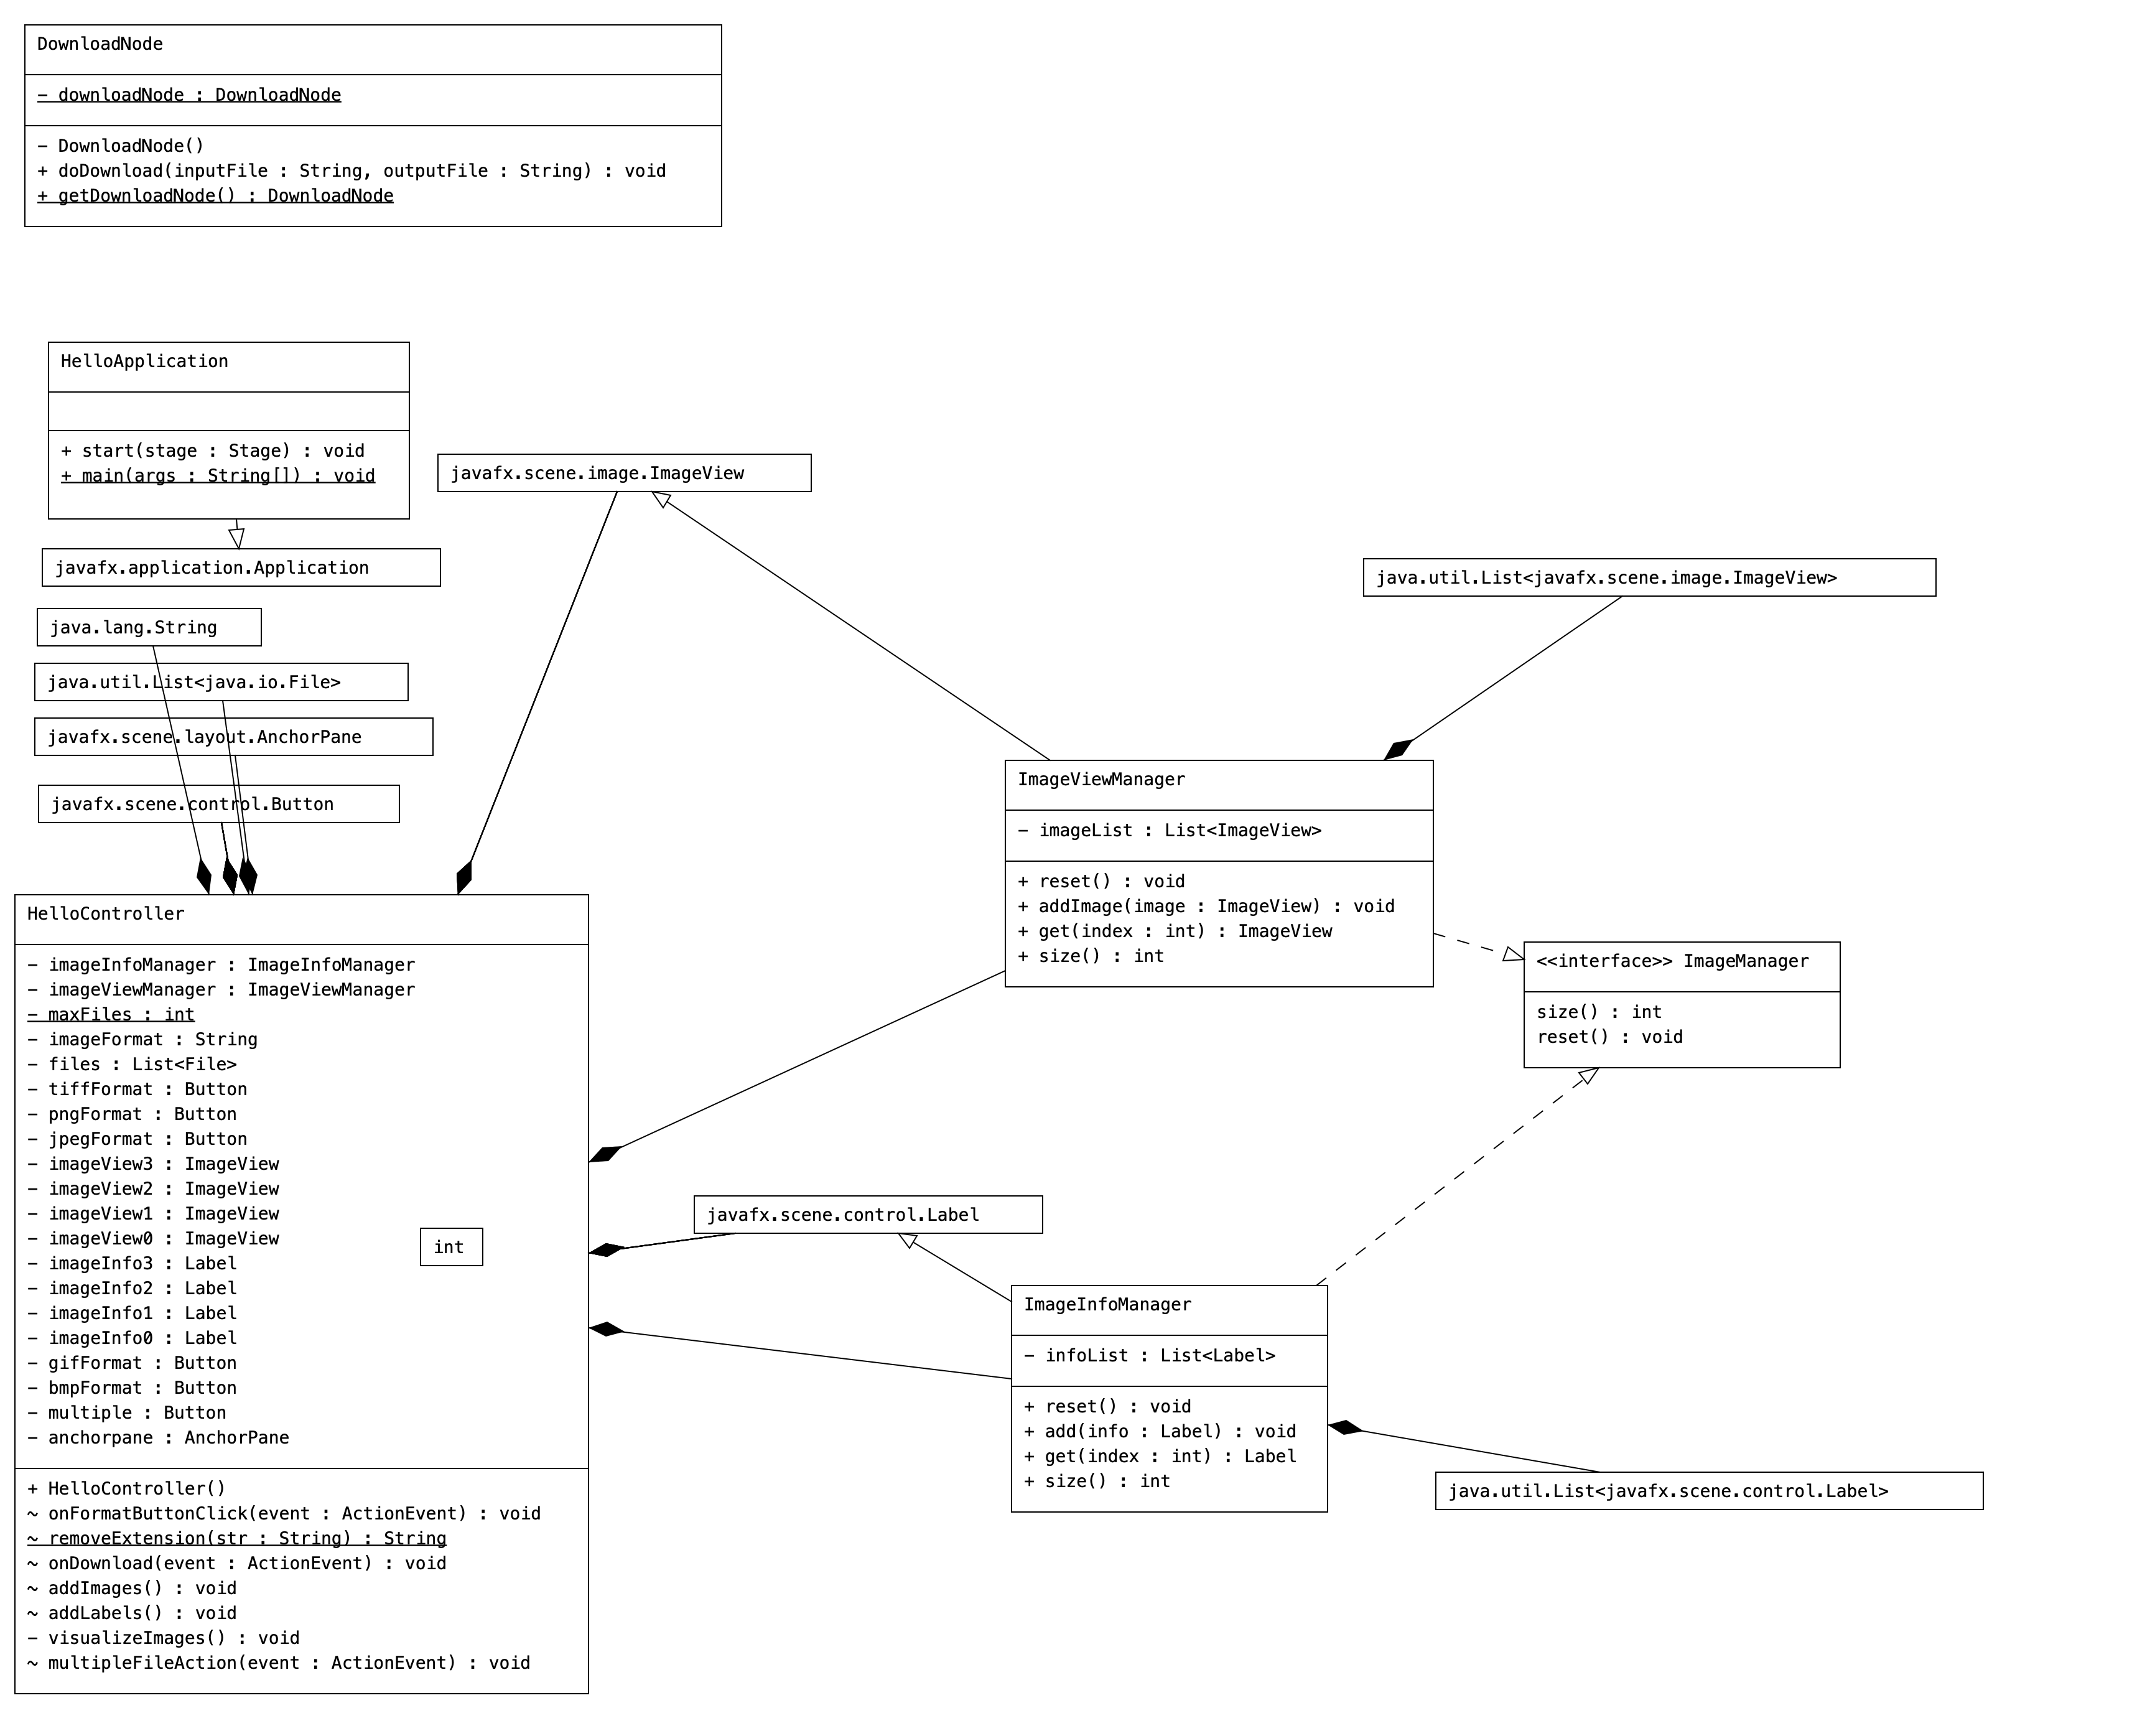 DownloadNode
- downloadNode : DownloadNode
- DownloadNode()
+ doDownload(inputFile : String, outputFile : String) : void
+ getDownloadNode() : DownloadNode
HelloApplication
+ start(stage : Stage) : void
+ main(args : String[]) : void
javafx.scene.image.ImageView
javafx.application.Application
java.util.List<javafx.scene.image.ImageView>
java.lang.String
java.util.List<java.io.File>
javafx.scene.layout.AnchorPane
javafx.scene.control.Button
ImageViewManager
- imageList : List<ImageView>
+ reset() : void
+ addImage(image : ImageView) : void
+ get(index : int) : ImageView
+ size() : int
<<interface>> ImageManager
size() : int
reset() : void
HelloController
- imageInfoManager : ImageInfoManager
- imageViewManager : ImageViewManager
- maxFiles : int
- imageFormat : String
- files : List<File>
- tiffFormat : Button
- pngFormat : Button
- jpegFormat : Button
- imageView3 : ImageView
- imageView2 : ImageView
- imageView1 : ImageView
- imageView0 : ImageView
- imageInfo3 : Label
- imageInfo2 : Label
- imageInfo1 : Label
- imageInfo0 : Label
- gifFormat : Button
- bmpFormat : Button
- multiple : Button
- anchorpane : AnchorPane
+ HelloController()
~ onFormatButtonClick(event : ActionEvent) : void
~ removeExtension(str : String) : String
~ onDownload(event : ActionEvent) : void
~ addImages() : void
~ addLabels() : void
- visualizeImages() : void
~ multipleFileAction(event : ActionEvent) : void
int
javafx.scene.control.Label
ImageInfoManager
- infoList : List<Label>
+ reset() : void
+ add(info : Label) : void
+ get(index : int) : Label
+ size() : int
java.util.List<javafx.scene.control.Label>